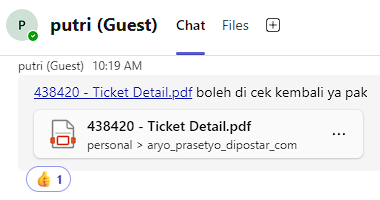 P
putri (Guest)
Chat
Files
putri (Guest) 10:19 AM
438420 - Ticket Detail.pdf boleh di cek kembali ya pak
438420 - Ticket Detail.pdf
personal > aryo_prasetyo_dipostar_com
...
👍 1